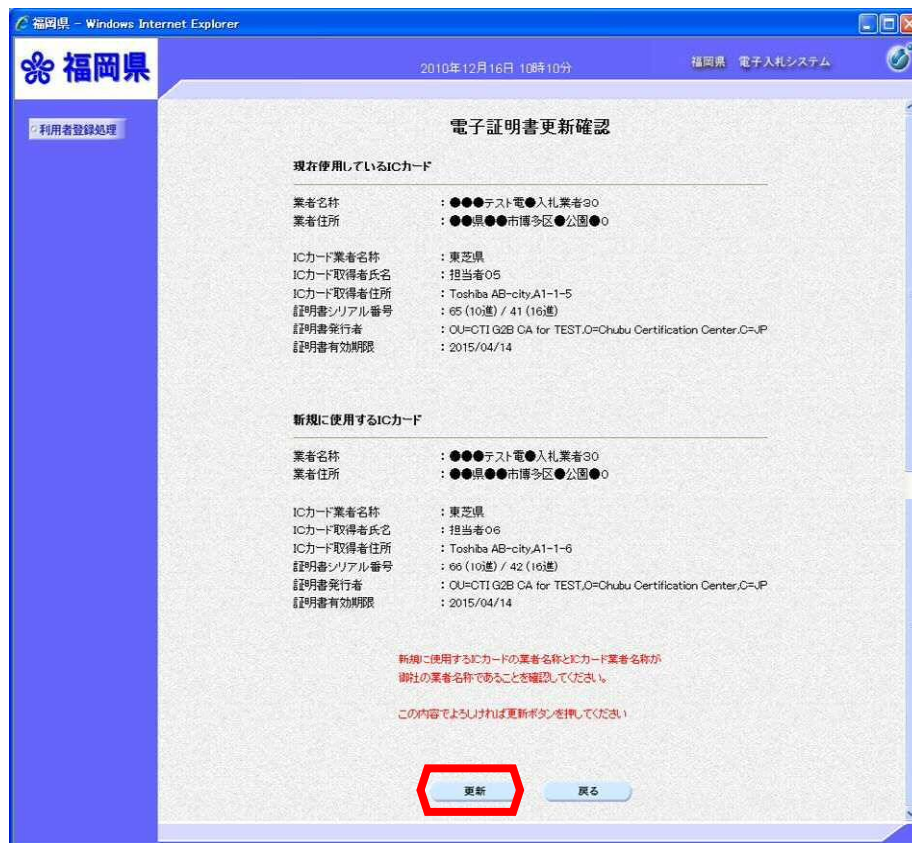 福岡県 - Windows Internet Explorer
福岡県
2010年12月16日 10時10分
福岡県 電子入札システム
利用者登録処理
電子証明書更新確認
現在使用しているICカード
業者名称 : ●●●テスト電●入札業者30
業者住所 : ●●県●●市博多区●公園●0
ICカード業者名称 : 東芝県
ICカード取得者氏名 : 担当者05
ICカード取得者住所 : Toshiba AB-city,A1-1-5
証明書シリアル番号 : 65 (10進) / 41 (16進)
証明書発行者 : OU=CTI G2B CA for TEST,O=Chubu Certification Center,C=JP
証明書有効期限 : 2015/04/14
新規に使用するICカード
業者名称 : ●●●テスト電●入札業者30
業者住所 : ●●県●●市博多区●公園●0
ICカード業者名称 : 東芝県
ICカード取得者氏名 : 担当者06
ICカード取得者住所 : Toshiba AB-city,A1-1-6
証明書シリアル番号 : 66 (10進) / 42 (16進)
証明書発行者 : OU=CTI G2B CA for TEST,O=Chubu Certification Center,C=JP
証明書有効期限 : 2015/04/14
新規に使用するICカードの業者名称とICカード業者名称が
御社の業者名称であることを確認してください。
この内容でよろしければ更新ボタンを押してください
更新
戻る